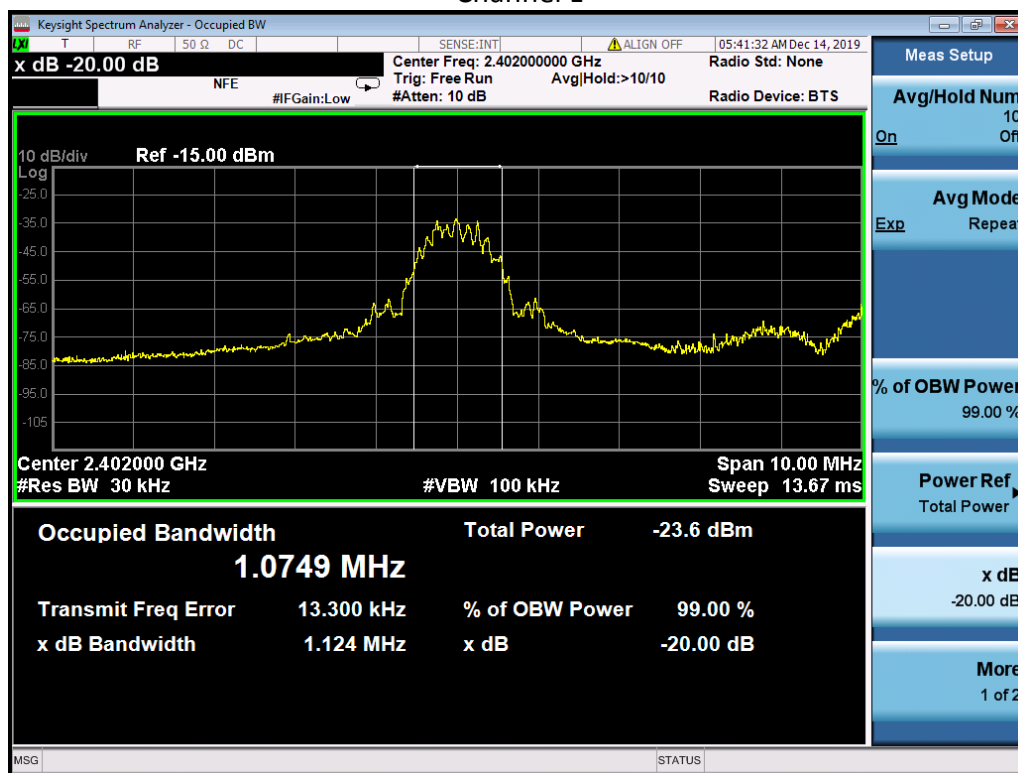 Keysight Spectrum Analyzer - Occupied BW
LXI T RF 50 Ω DC SENSE:INT ALIGN OFF 05:41:32 AM Dec 14, 2019
x dB -20.00 dB
NFE
#IFGain:Low
Center Freq: 2.402000000 GHz
Trig: Free Run Avg|Hold:>10/10
#Atten: 10 dB
Radio Std: None
Radio Device: BTS
10 dB/div Ref -15.00 dBm
Log
-25.0
-35.0
-45.0
-55.0
-65.0
-75.0
-85.0
-95.0
-105
Center 2.402000 GHz Span 10.00 MHz
#Res BW 30 kHz #VBW 100 kHz Sweep 13.67 ms
Occupied Bandwidth Total Power -23.6 dBm
1.0749 MHz
Transmit Freq Error 13.300 kHz % of OBW Power 99.00 %
x dB Bandwidth 1.124 MHz x dB -20.00 dB
MSG STATUS
Meas Setup
Avg/Hold Num
10
On Off
Avg Mode
Exp Repea
% of OBW Power
99.00 %
Power Ref
Total Power
x dB
-20.00 dB
More
1 of 2